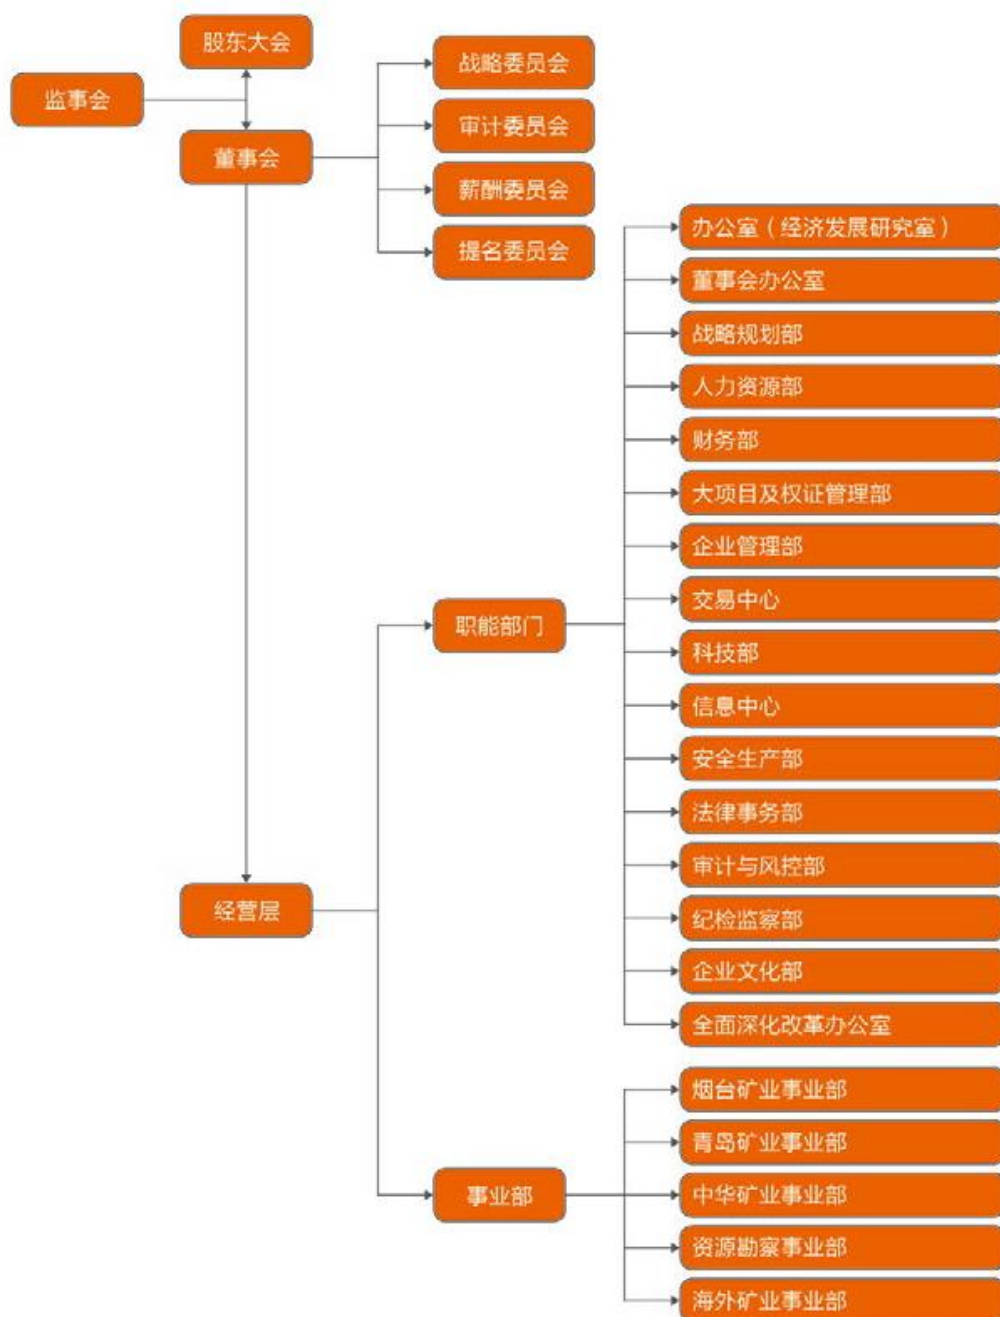 股东大会
监事会
董事会
战略委员会
审计委员会
薪酬委员会
提名委员会
办公室（经济发展研究室）
董事会办公室
战略规划部
人力资源部
财务部
大项目及权证管理部
企业管理部
交易中心
职能部门
科技部
信息中心
安全生产部
法律事务部
审计与风控部
经营层
纪检监察部
企业文化部
全面深化改革办公室
烟台矿业事业部
青岛矿业事业部
事业部
中华矿业事业部
资源勘察事业部
海外矿业事业部